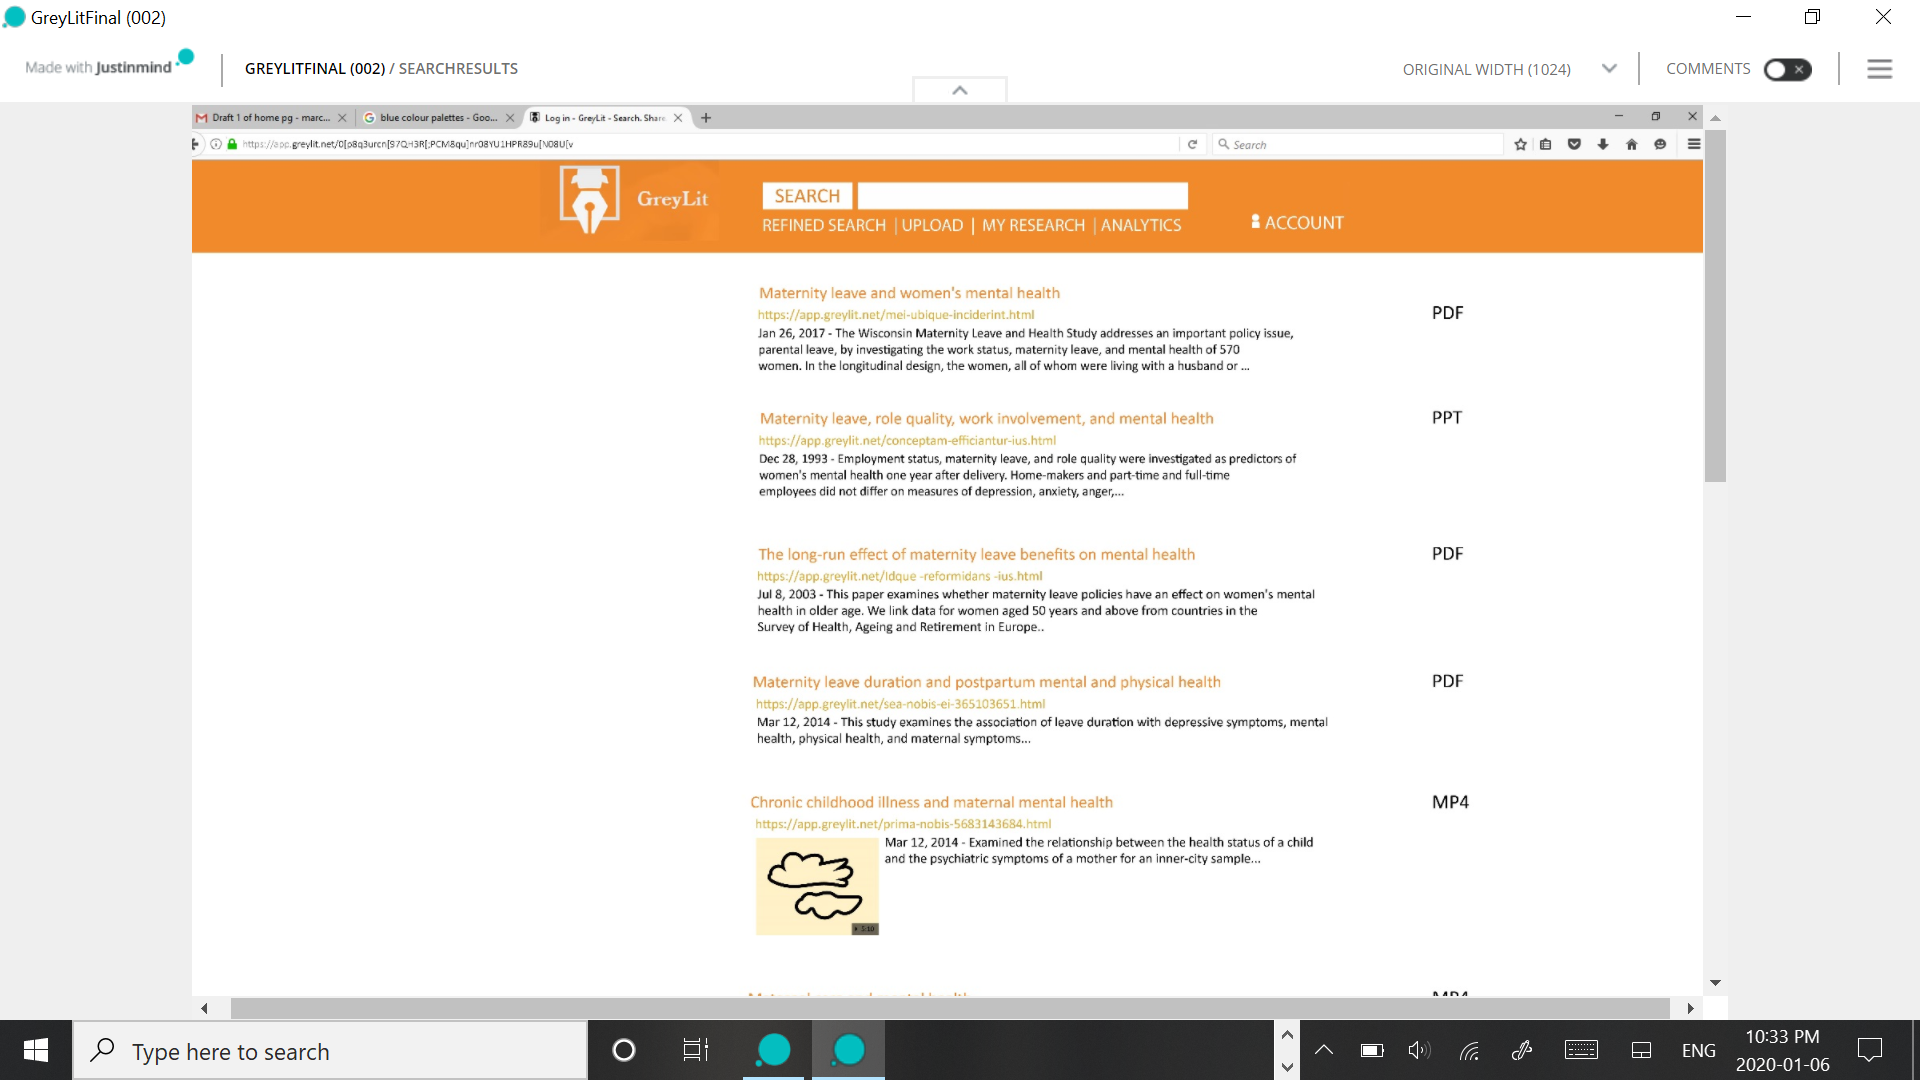 GreyLitFinal (002)
Made with Justinmind
GREYLITFINAL (002) / SEARCHRESULTS
ORIGINAL WIDTH (1024)
COMMENTS
Draft 1 of home pg - marc...
blue colour palettes - Goo...
Log in - GreyLit - Search. Share.
Search
GreyLit
SEARCH
REFINED SEARCH | UPLOAD | MY RESEARCH | ANALYTICS
ACCOUNT
Maternity leave and women's mental health
https://app.greylit.net/mei-ubique-inciderint.html
PDF
Jan 26, 2017 - The Wisconsin Maternity Leave and Health Study addresses an important policy issue,
parental leave, by investigating the work status, maternity leave, and mental health of 570
women. In the longitudinal design, the women, all of whom were living with a husband or ...
Maternity leave, role quality, work involvement, and mental health
PPT
https://app.greylit.net/conceptam-efficiantur-ius.html
Dec 28, 1993 - Employment status, maternity leave, and role quality were investigated as predictors of
women's mental health one year after delivery. Home-makers and part-time and full-time
employees did not differ on measures of depression, anxiety, anger,...
The long-run effect of maternity leave benefits on mental health
PDF
https://app.greylit.net/Idque -reformidans -ius.html
Jul 8, 2003 - This paper examines whether maternity leave policies have an effect on women's mental
health in older age. We link data for women aged 50 years and above from countries in the
Survey of Health, Ageing and Retirement in Europe..
Maternity leave duration and postpartum mental and physical health
PDF
https://app.greylit.net/sea-nobis-ei-365103651.html
Mar 12, 2014 - This study examines the association of leave duration with depressive symptoms, mental
health, physical health, and maternal symptoms...
Chronic childhood illness and maternal mental health
MP4
https://app.greylit.net/prima-nobis-5683143684.html
Mar 12, 2014 - Examined the relationship between the health status of a child
and the psychiatric symptoms of a mother for an inner-city sample...
Type here to search
ENG
10:33 PM
2020-01-06